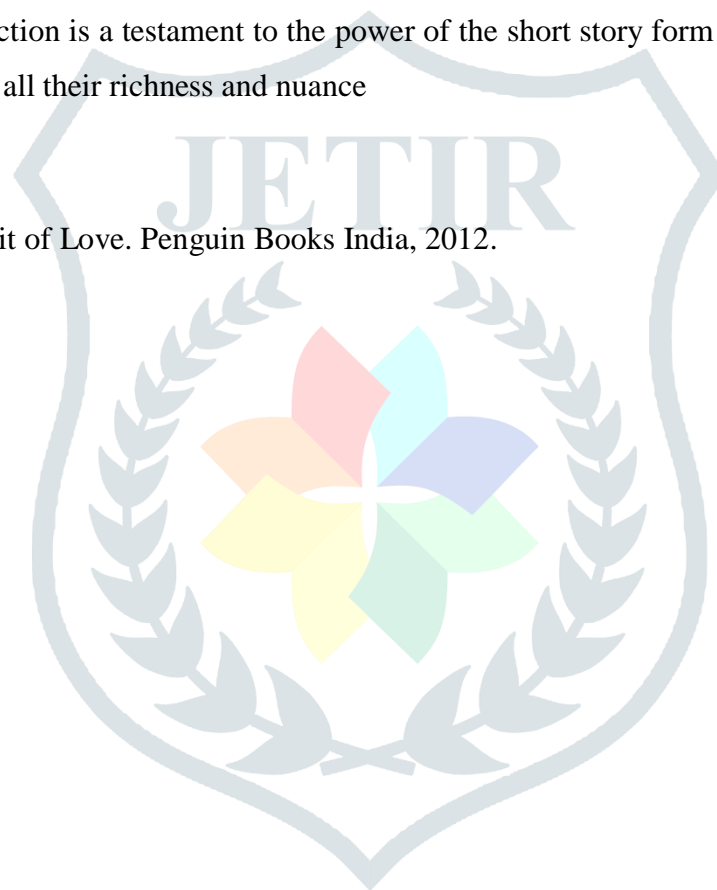 ction is a testament to the power of the short story form
all their richness and nuance
JETIR
it of Love. Penguin Books India, 2012.